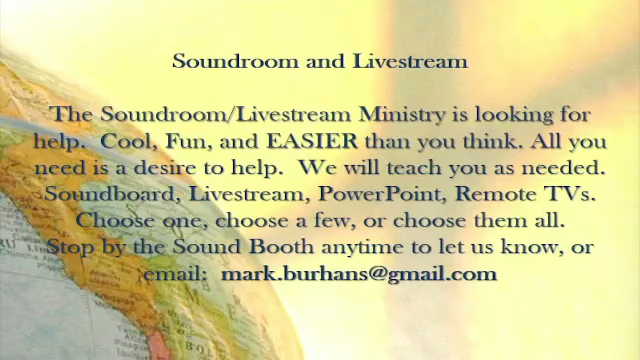 Soundroom and Livestream
The Soundroom/Livestream Ministry is looking for
help.  Cool, Fun, and EASIER than you think. All you
need is a desire to help.  We will teach you as needed.
Soundboard, Livestream, PowerPoint, Remote TVs.
Choose one, choose a few, or choose them all.
Stop by the Sound Booth anytime to let us know, or
email:  mark.burhans@gmail.com